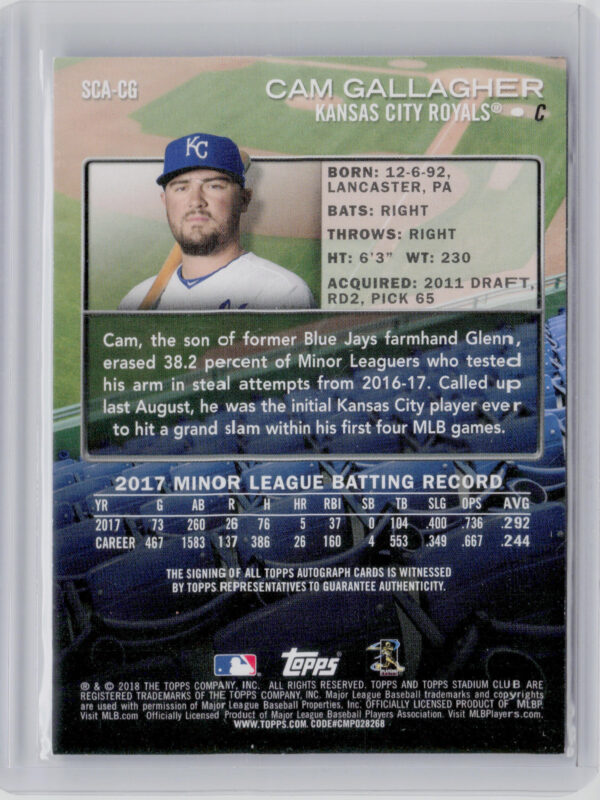 SCA-CG
CAM GALLAGHER
KANSAS CITY ROYALS® • C
KC
BORN: 12-6-92,
LANCASTER, PA
BATS: RIGHT
THROWS: RIGHT
HT: 6'3" WT: 230
ACQUIRED: 2011 DRAFT,
RD2, PICK 65
Cam, the son of former Blue Jays farmhand Glenn,
erased 38.2 percent of Minor Leaguers who tested
his arm in steal attempts from 2016-17. Called up
last August, he was the initial Kansas City player ever
to hit a grand slam within his first four MLB games.
2017 MINOR LEAGUE BATTING RECORD
YR G AB R H HR RBI SB TB SLG OPS AVG
2017 73 260 26 76 5 37 0 104 .400 .736 .292
CAREER 467 1583 137 386 26 160 4 553 .349 .667 .244
THE SIGNING OF ALL TOPPS AUTOGRAPH CARDS IS WITNESSED
BY TOPPS REPRESENTATIVES TO GUARANTEE AUTHENTICITY.
Topps
® & © 2018 THE TOPPS COMPANY, INC. ALL RIGHTS RESERVED. TOPPS AND TOPPS STADIUM CLUB ARE
REGISTERED TRADEMARKS OF THE TOPPS COMPANY, INC. Major League Baseball trademarks and copyrights
are used with permission of Major League Baseball Properties, Inc. OFFICIALLY LICENSED PRODUCT OF MLBP.
Visit MLB.com. Officially Licensed Product of Major League Baseball Players Association. Visit MLBPlayers.com.
WWW.TOPPS.COM. CODE#CMP028268